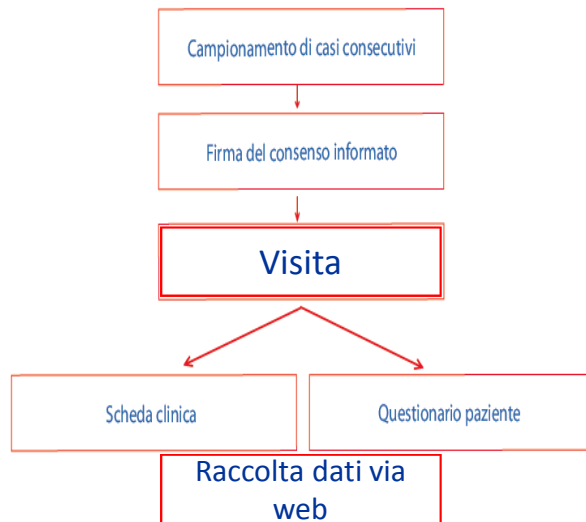 Campionamento di casi consecutivi
Firma del consenso informato
Visita
Scheda clinica
Questionario paziente
Raccolta dati via
web